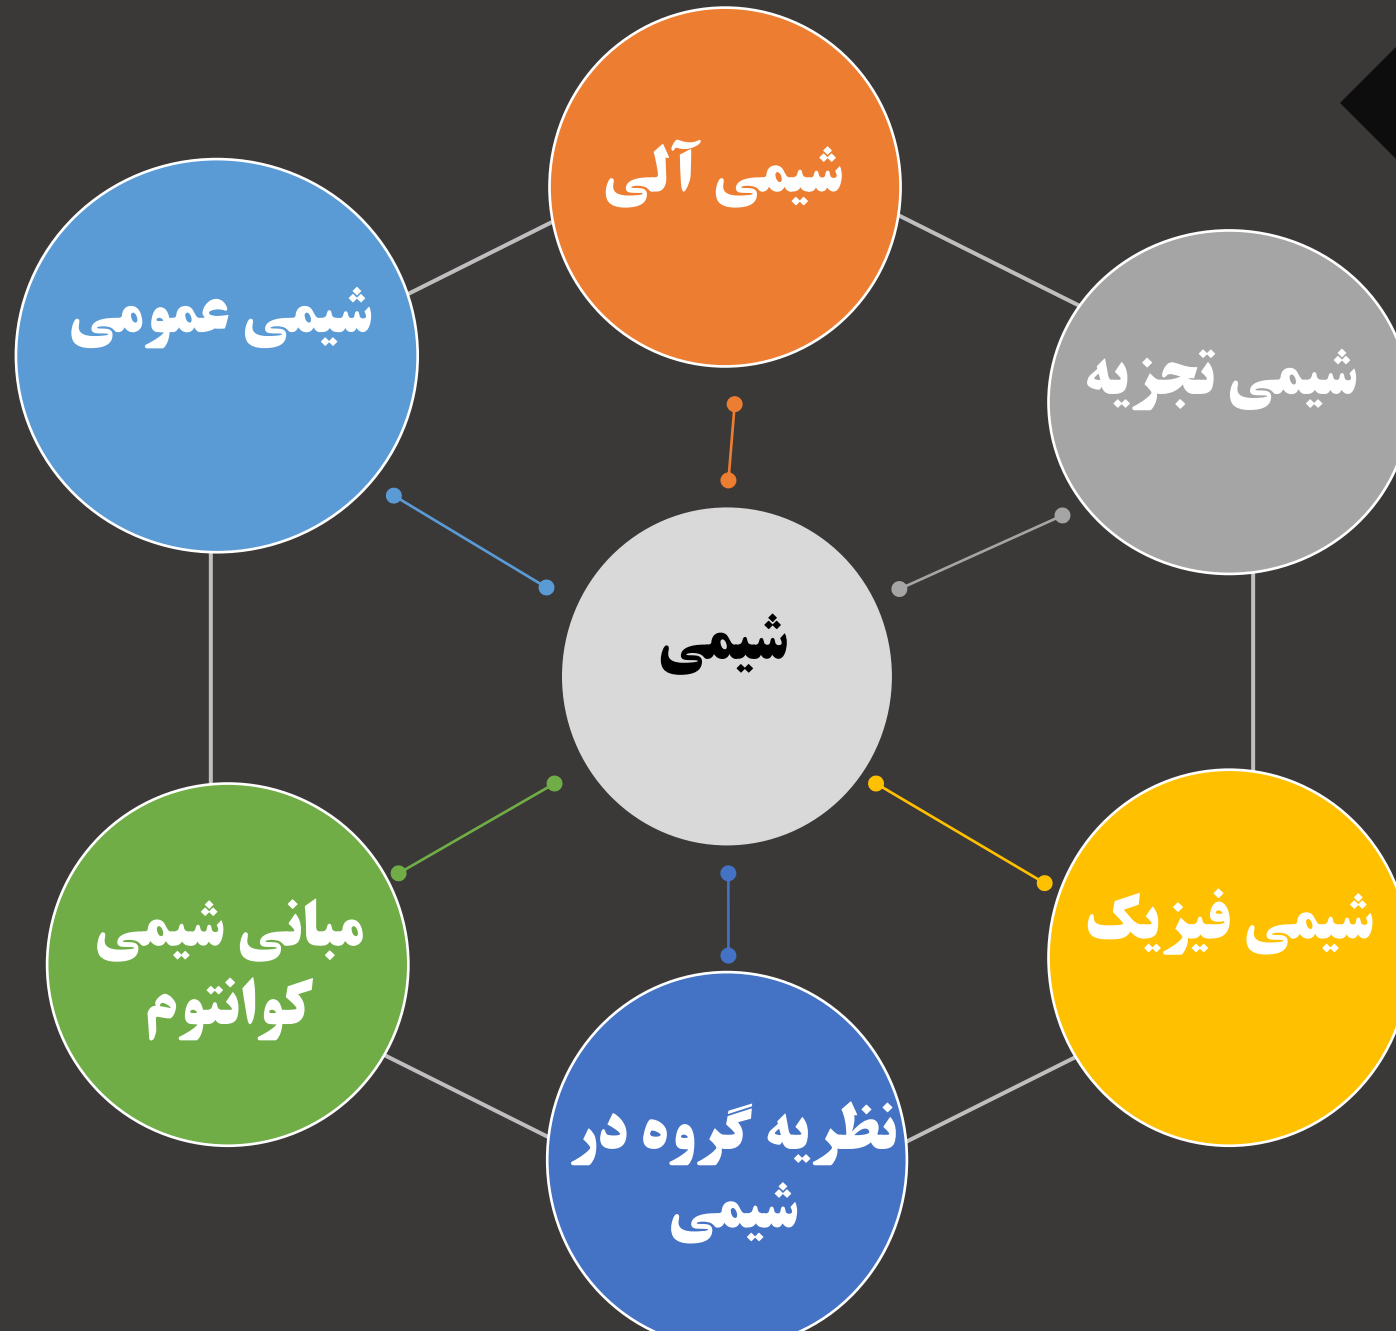 شیمی آلی
شیمی عمومی
شیمی تجزیه
شیمی
شیمی فیزیک
مبانی شیمی
کوانتوم
نظریه گروه در
شیمی